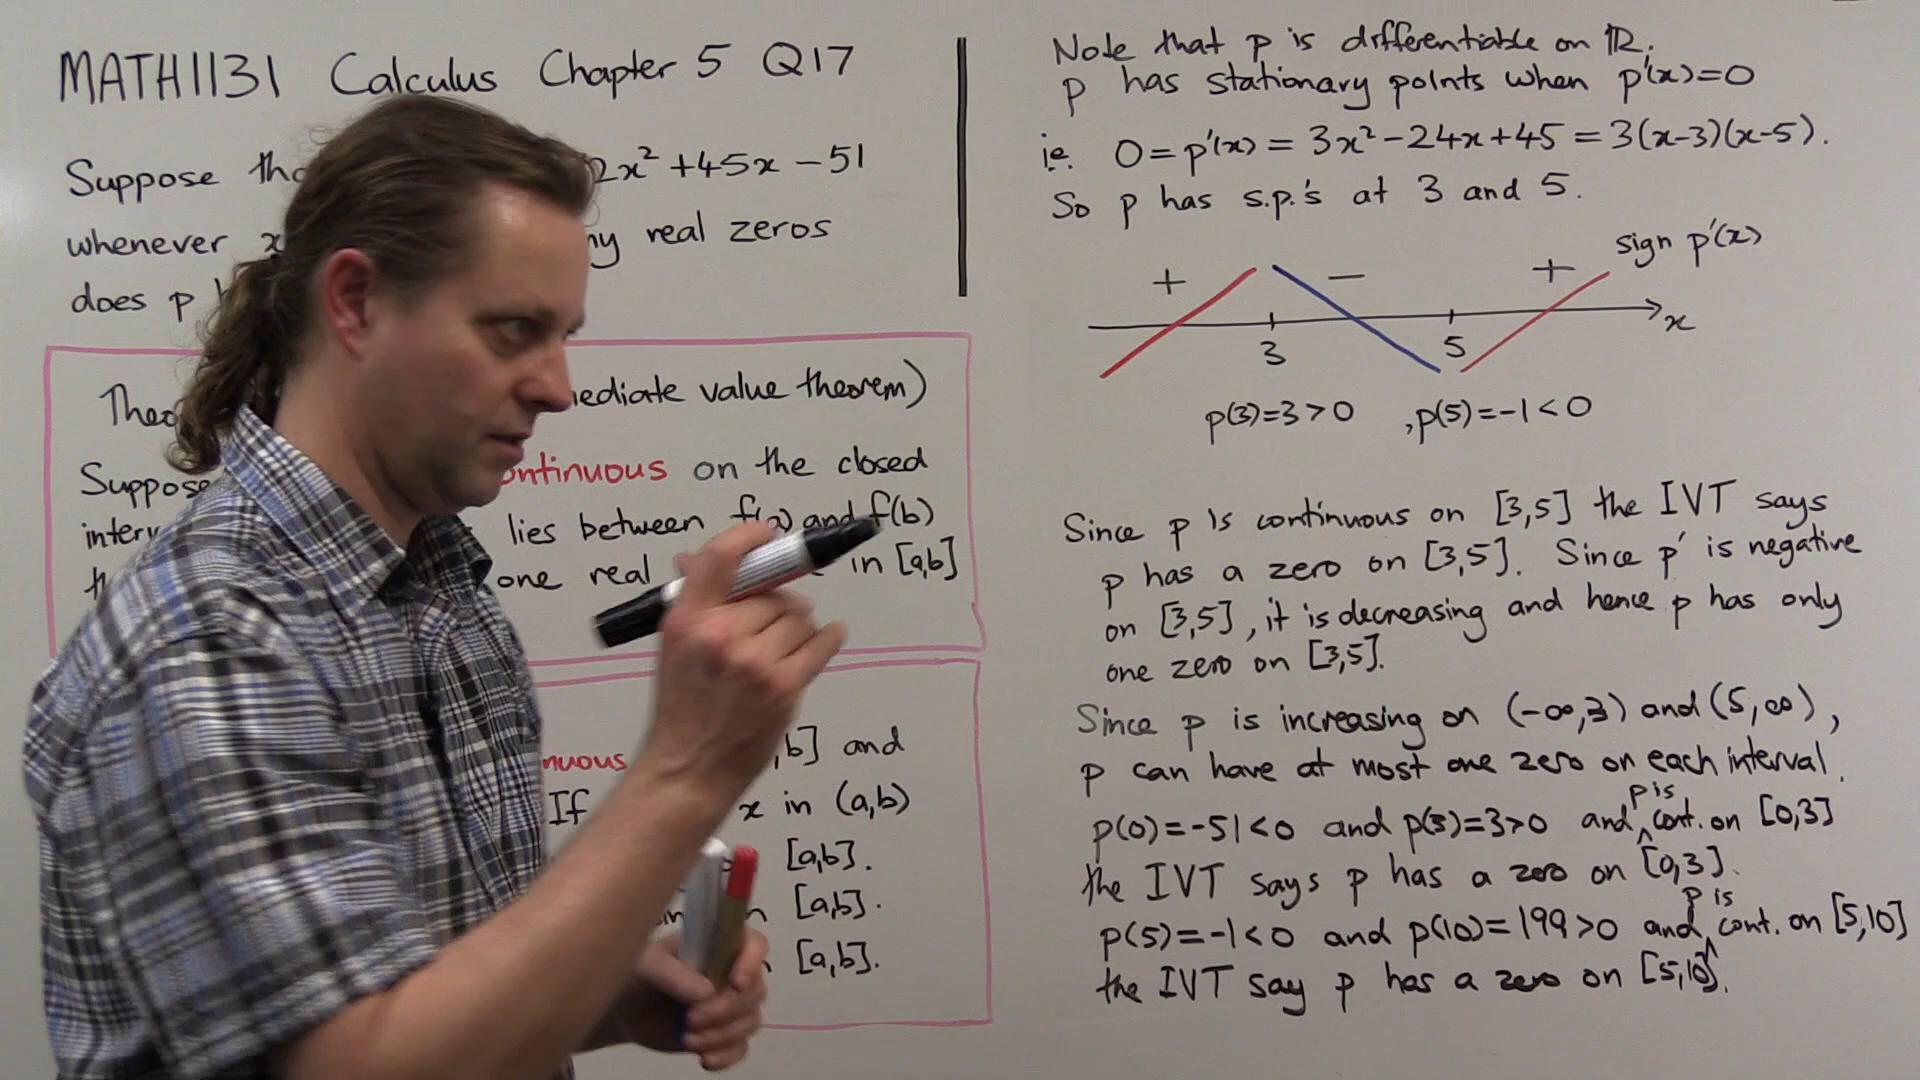 MATH1131 Calculus Chapter 5 Q17
Suppose 2x² +45x −51
whenever x real zeros
does p
value theorem)
Suppose on the closed
lies between f(a) and f(b)
one real in [a,b]
,b] and
If x in (a,b)
[a,b].
[a,b].
[a,b].
Note that p is differentiable on ℝ.
p has stationary points when p'(x)=0
ie. 0 = p'(x) = 3x² −24x+45 = 3(x-3)(x-5).
So p has s.p.'s at 3 and 5.
sign p'(x)
+ − +
x
3 5
p(3)=3>0 , p(5)=-1<0
Since p is continuous on [3,5] the IVT says
p has a zero on [3,5]. Since p' is negative
on [3,5], it is decreasing and hence p has only
one zero on [3,5].
Since p is increasing on (-∞,3) and (5,∞),
p can have at most one zero on each interval.
p(0)=-51<0 and p(3)=3>0 and p is cont. on [0,3]
the IVT says p has a zero on [0,3].
p(5)=-1<0 and p(10)=199>0 and p is cont. on [5,10]
the IVT say p has a zero on [5,10].